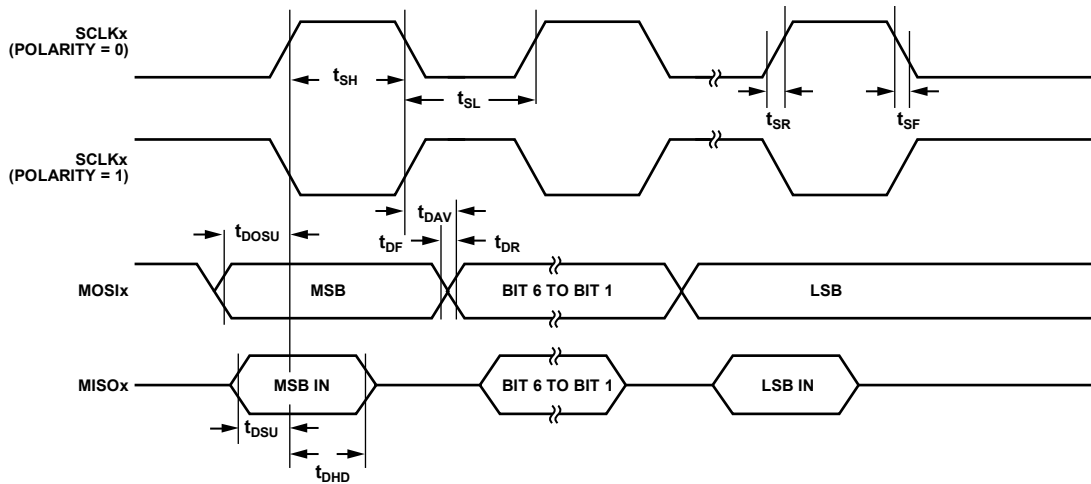 SCLKx
(POLARITY = 0)
tSH
tSL
tSR
tSF
SCLKx
(POLARITY = 1)
tDAV
tDOSU
tDF
tDR
MOSIx
MSB
BIT 6 TO BIT 1
LSB
MISOx
MSB IN
BIT 6 TO BIT 1
LSB IN
tDSU
tDHD